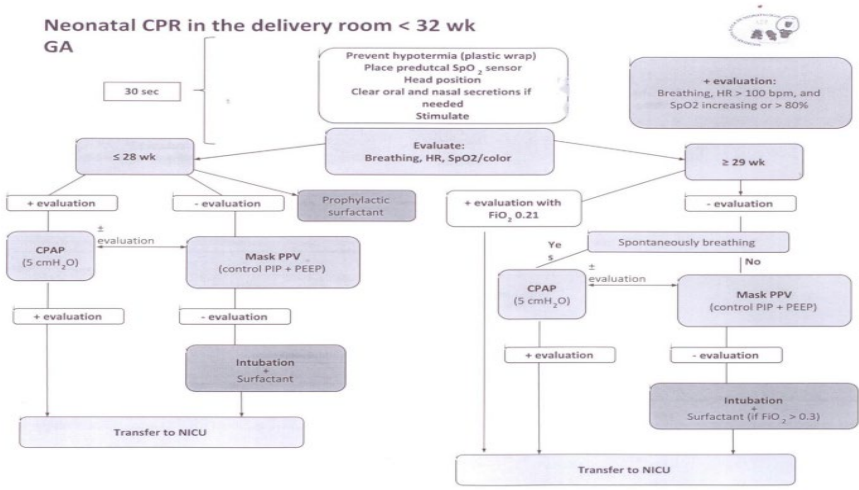 Neonatal CPR in the delivery room < 32 wk
GA
30 sec
Prevent hypotermia (plastic wrap)
Place predutcal SpO2 sensor
Head position
Clear oral and nasal secretions if
needed
Stimulate
+ evaluation:
Breathing, HR > 100 bpm, and
SpO2 increasing or > 80%
Evaluate:
Breathing, HR, SpO2/color
≤ 28 wk
≥ 29 wk
+ evaluation
- evaluation
Prophylactic
surfactant
CPAP
(5 cmH2O)
±
evaluation
Mask PPV
(control PIP + PEEP)
+ evaluation
- evaluation
Intubation
+
Surfactant
Transfer to NICU
+ evaluation with
FiO2 0.21
- evaluation
Spontaneously breathing
Ye
s
No
CPAP
(5 cmH2O)
±
evaluation
Mask PPV
(control PIP + PEEP)
+ evaluation
- evaluation
Intubation
+
Surfactant (if FiO2 > 0.3)
Transfer to NICU